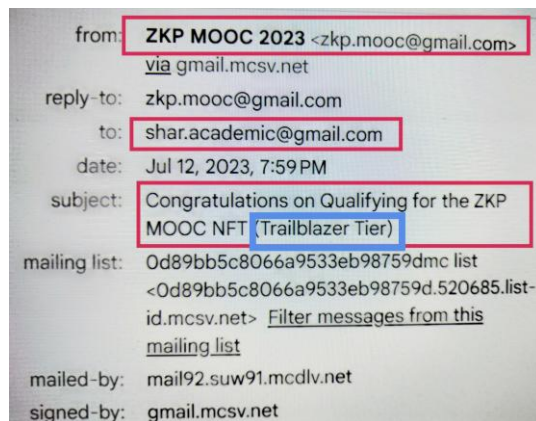 from: ZKP MOOC 2023 <zkp.mooc@gmail.com>
via gmail.mcsv.net
reply-to: zkp.mooc@gmail.com
to: shar.academic@gmail.com
date: Jul 12, 2023, 7:59 PM
subject: Congratulations on Qualifying for the ZKP
MOOC NFT (Trailblazer Tier)
mailing list: 0d89bb5c8066a9533eb98759dmc list
<0d89bb5c8066a9533eb98759d.520685.list-
id.mcsv.net> Filter messages from this
mailing list
mailed-by: mail92.suw91.mcdlv.net
signed-by: gmail.mcsv.net